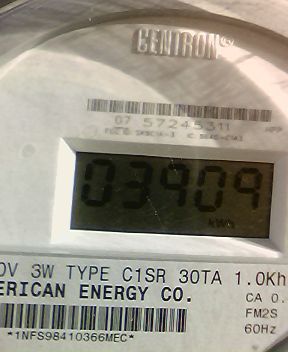 CENTRON®
07 57245311 APP
03909
kWh
0V 3W TYPE C1SR 30TA 1.0Kh
ERICAN ENERGY CO.
CA 0.
FM2S
60Hz
*1NFS98410366MEC*